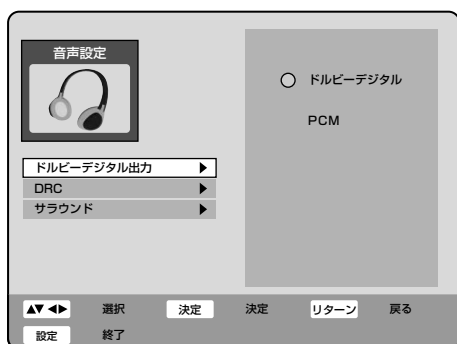 音声設定
ドルビーデジタル
PCM
ドルビーデジタル出力
DRC
サラウンド
選択 決定 決定 リターン 戻る
設定 終了